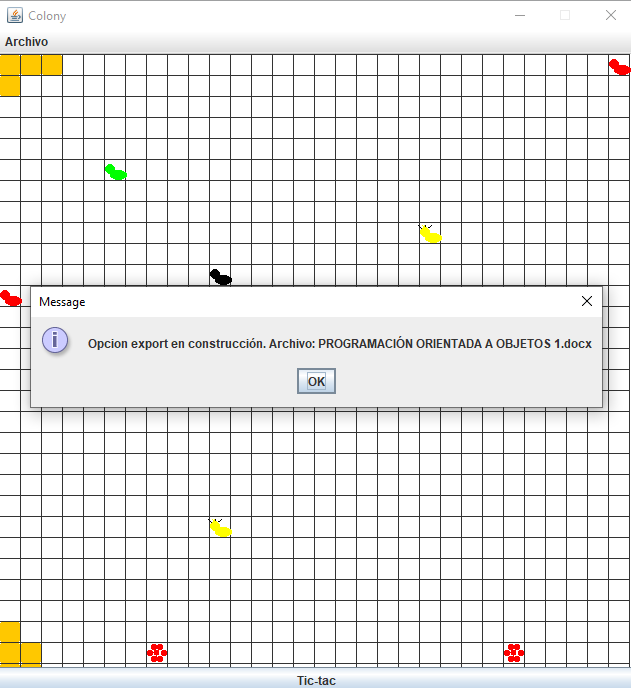 Colony
Archivo
Message
Opcion export en construcción. Archivo: PROGRAMACIÓN ORIENTADA A OBJETOS 1.docx
OK
Tic-tac